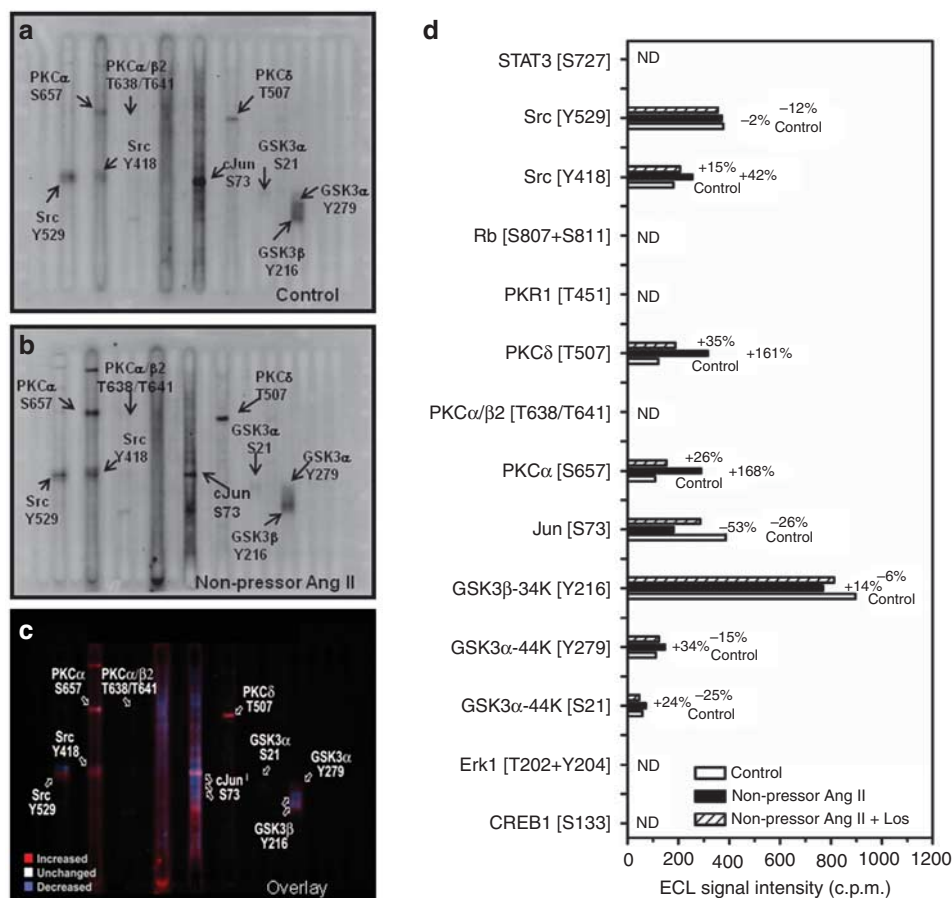 a
PKCα
S657
PKCα/β2
T638/T641
PKCδ
T507
Src
Y418
GSK3α
S21
cJun
S73
GSK3α
Y279
Src
Y529
GSK3β
Y216
Control
b
PKCα
S657
PKCα/β2
T638/T641
PKCδ
T507
Src
Y418
GSK3α
S21
GSK3α
Y279
Src
Y529
cJun
S73
GSK3β
Y216
Non-pressor Ang II
c
PKCα
S657
PKCα/β2
T638/T641
PKCδ
T507
Src
Y418
GSK3α
S21
GSK3α
Y279
cJun
S73
Src
Y529
GSK3β
Y216
Increased
Unchanged
Decreased
Overlay
d
STAT3 [S727]
ND
Src [Y529]
–12%
–2% Control
Src [Y418]
+15%
+42%
Control
Rb [S807+S811]
ND
PKR1 [T451]
ND
PKCδ [T507]
+35%
+161%
Control
PKCα/β2 [T638/T641]
ND
PKCα [S657]
+26%
+168%
Control
Jun [S73]
–53% –26%
Control
GSK3β-34K [Y216]
–6%
+14%
Control
GSK3α-44K [Y279]
+34% –15%
Control
GSK3α-44K [S21]
+24% –25%
Control
Erk1 [T202+Y204]
ND
CREB1 [S133]
ND
Control
Non-pressor Ang II
Non-pressor Ang II + Los
0 200 400 600 800 1000 1200
ECL signal intensity (c.p.m.)